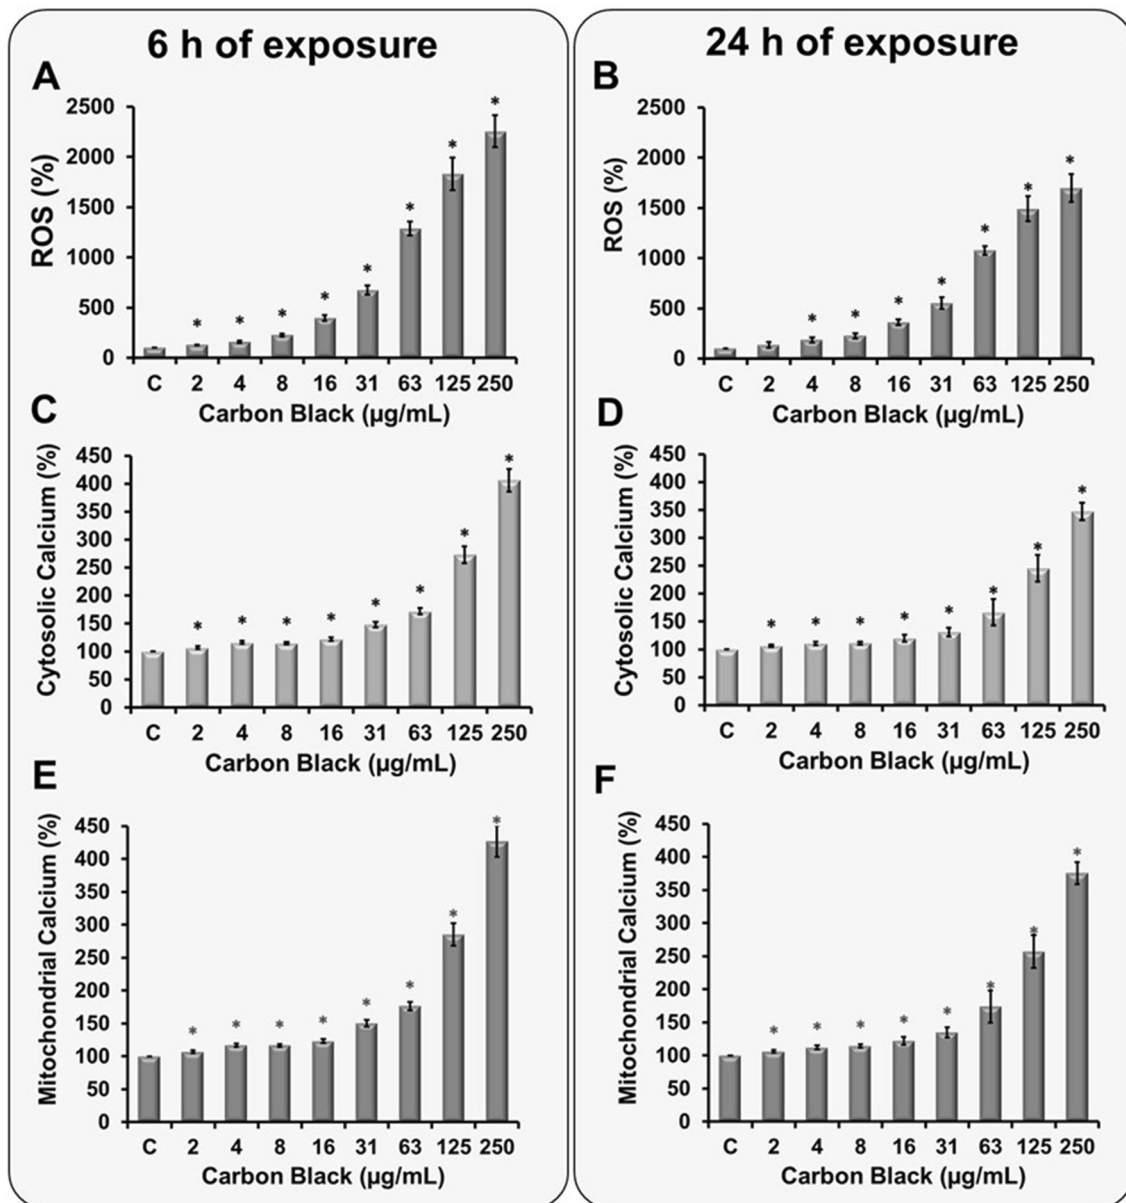 6 h of exposure
A
ROS (%)
2500
2000
1500
1000
500
0
* * * * * * * *
C 2 4 8 16 31 63 125 250
Carbon Black (µg/mL)
C
Cytosolic Calcium (%)
450
400
350
300
250
200
150
100
50
0
* * * * * * * *
C 2 4 8 16 31 63 125 250
Carbon Black (µg/mL)
E
Mitochondrial Calcium (%)
450
400
350
300
250
200
150
100
50
0
* * * * * * * *
C 2 4 8 16 31 63 125 250
Carbon Black (µg/mL)
24 h of exposure
B
ROS (%)
2500
2000
1500
1000
500
0
* * * * * * *
C 2 4 8 16 31 63 125 250
Carbon Black (µg/mL)
D
Cytosolic Calcium (%)
450
400
350
300
250
200
150
100
50
0
* * * * * * * *
C 2 4 8 16 31 63 125 250
Carbon Black (µg/mL)
F
Mitochondrial Calcium (%)
450
400
350
300
250
200
150
100
50
0
* * * * * * * *
C 2 4 8 16 31 63 125 250
Carbon Black (µg/mL)